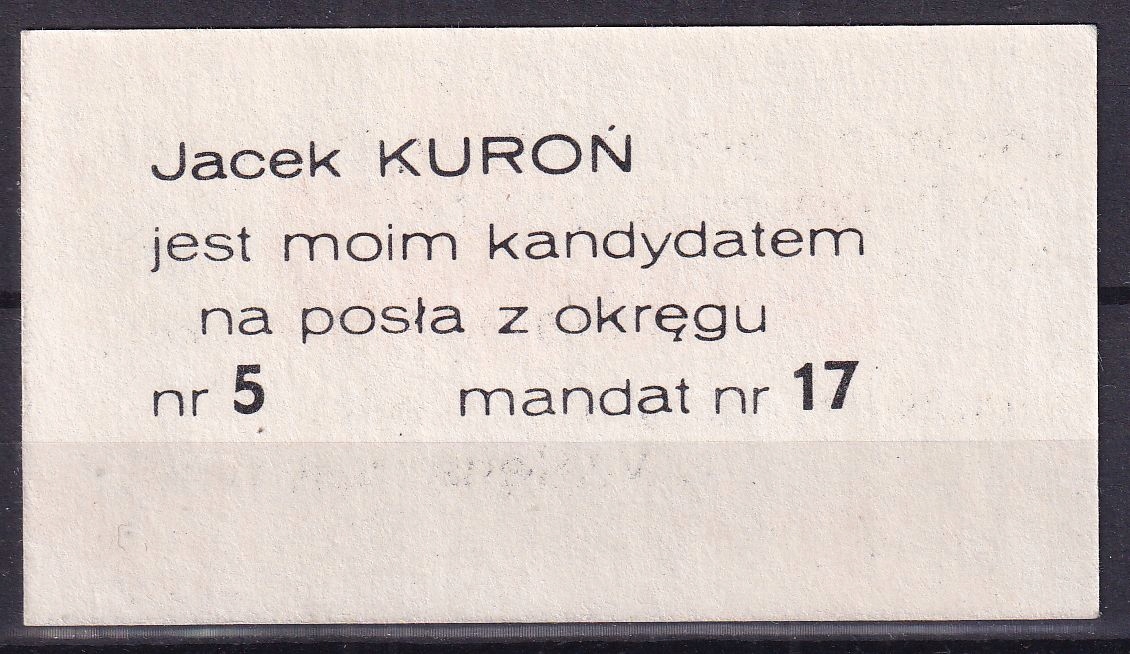 Jacek KUROŃ
jest moim kandydatem
na posła z okręgu
nr 5 mandat nr 17